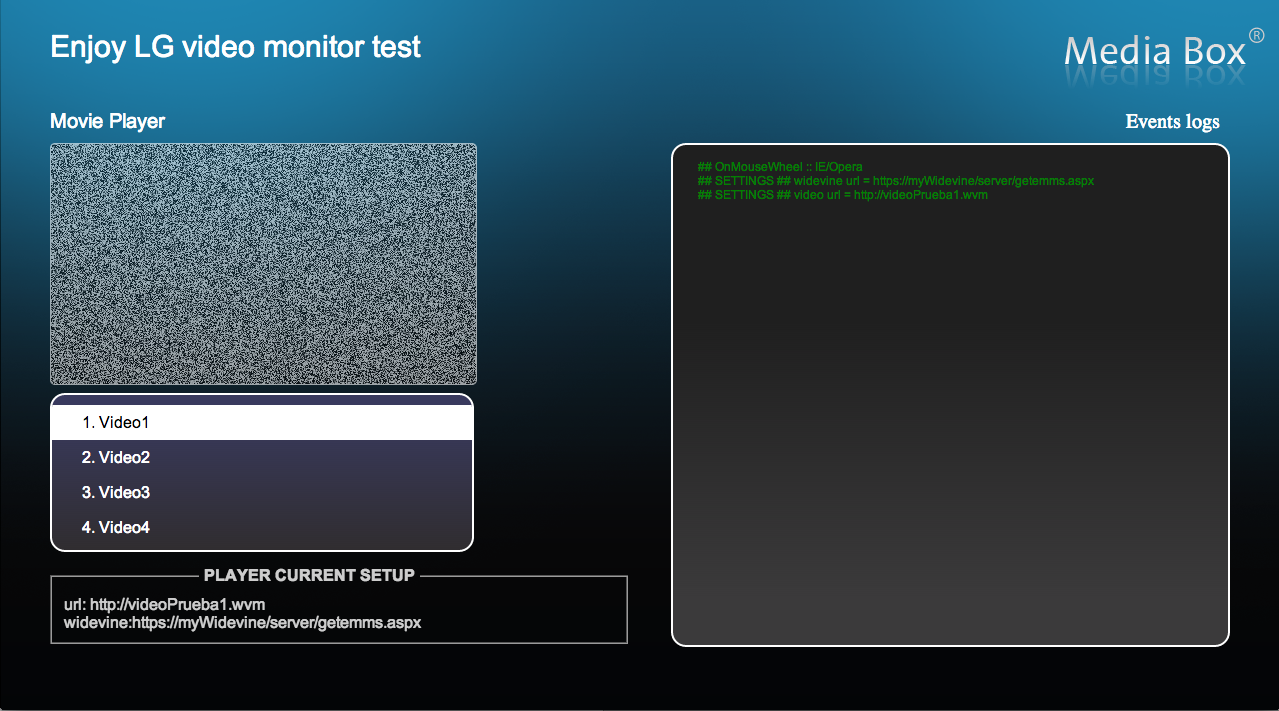 Enjoy LG video monitor test
Media Box®
Movie Player
Events logs
## OnMouseWheel :: IE/Opera
## SETTINGS ## widevine url = https://myWidevine/server/getemms.aspx
## SETTINGS ## video url = http://videoPrueba1.wvm
1. Video1
2. Video2
3. Video3
4. Video4
PLAYER CURRENT SETUP
url: http://videoPrueba1.wvm
widevine:https://myWidevine/server/getemms.aspx